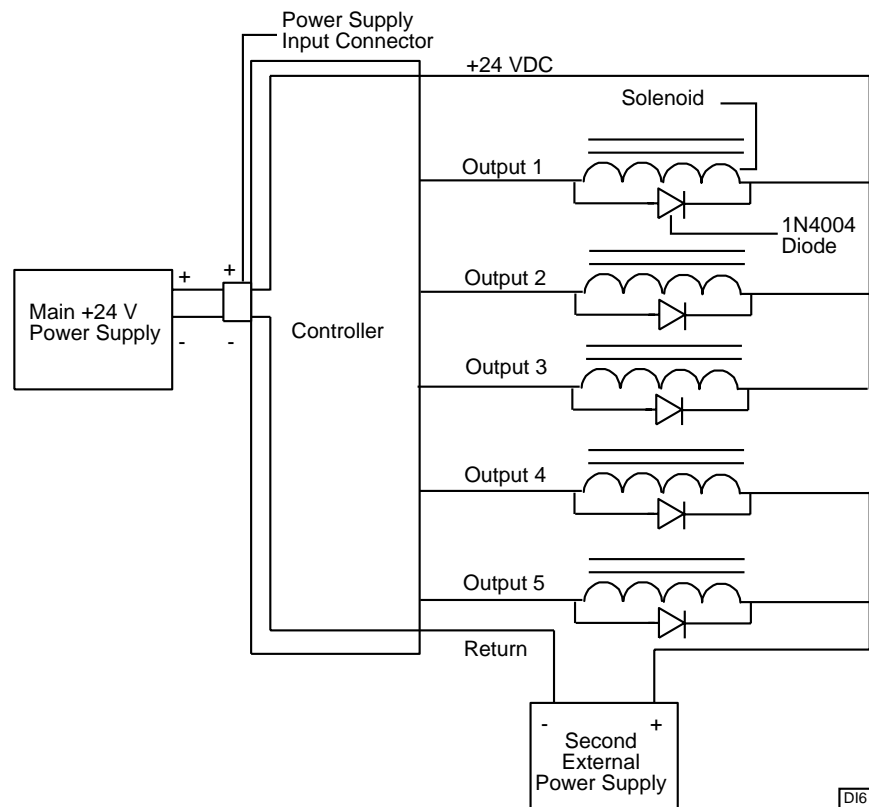 Power Supply
Input Connector
+24 VDC
Solenoid
Output 1
1N4004
Diode
Output 2
+
+
Main +24 V
Power Supply
-
-
Controller
Output 3
Output 4
Output 5
Return
-
+
Second
External
Power Supply
DI6